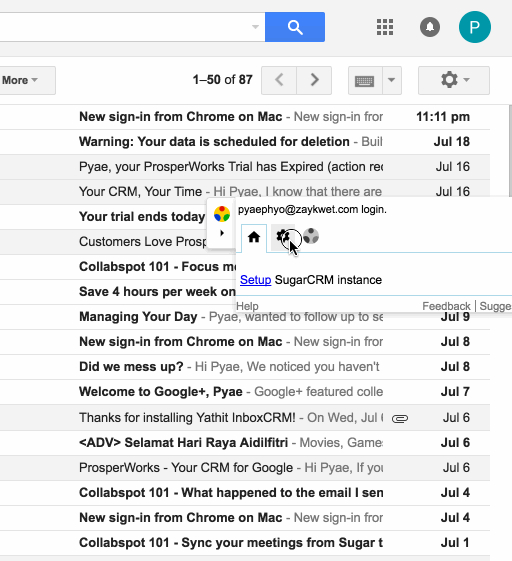 P
More
1–50 of 87
New sign-in from Chrome on Mac - New sign-in fror 11:11 pm
Warning: Your data is scheduled for deletion - Buil Jul 18
Pyae, your ProsperWorks Trial has Expired (action rec Jul 16
Your CRM, Your Time - Hi Pyae, I know that there are Jul 16
pyaephyo@zaykwet.com login.
Your trial ends today
Customers Love Prosp
Collabspot 101 - Focus m
Setup SugarCRM instance
Save 4 hours per week on
Help Feedback | Sugge
Managing Your Day - Pyae, wanted to follow up to se Jul 9
New sign-in from Chrome on Mac - New sign-in fror Jul 8
Did we mess up? - Hi Pyae, We noticed you haven't Jul 8
Welcome to Google+, Pyae - Google+ featured colle Jul 7
Thanks for installing Yathit InboxCRM! - On Wed, Jul Jul 6
<ADV> Selamat Hari Raya Aidilfitri - Movies, Game Jul 6
ProsperWorks - Your CRM for Google - Hi Pyae, If you Jul 6
Collabspot 101 - What happened to the email I sen Jul 4
New sign-in from Chrome on Mac - New sign-in fror Jul 4
Collabspot 101 - Sync your meetings from Sugar t Jul 1